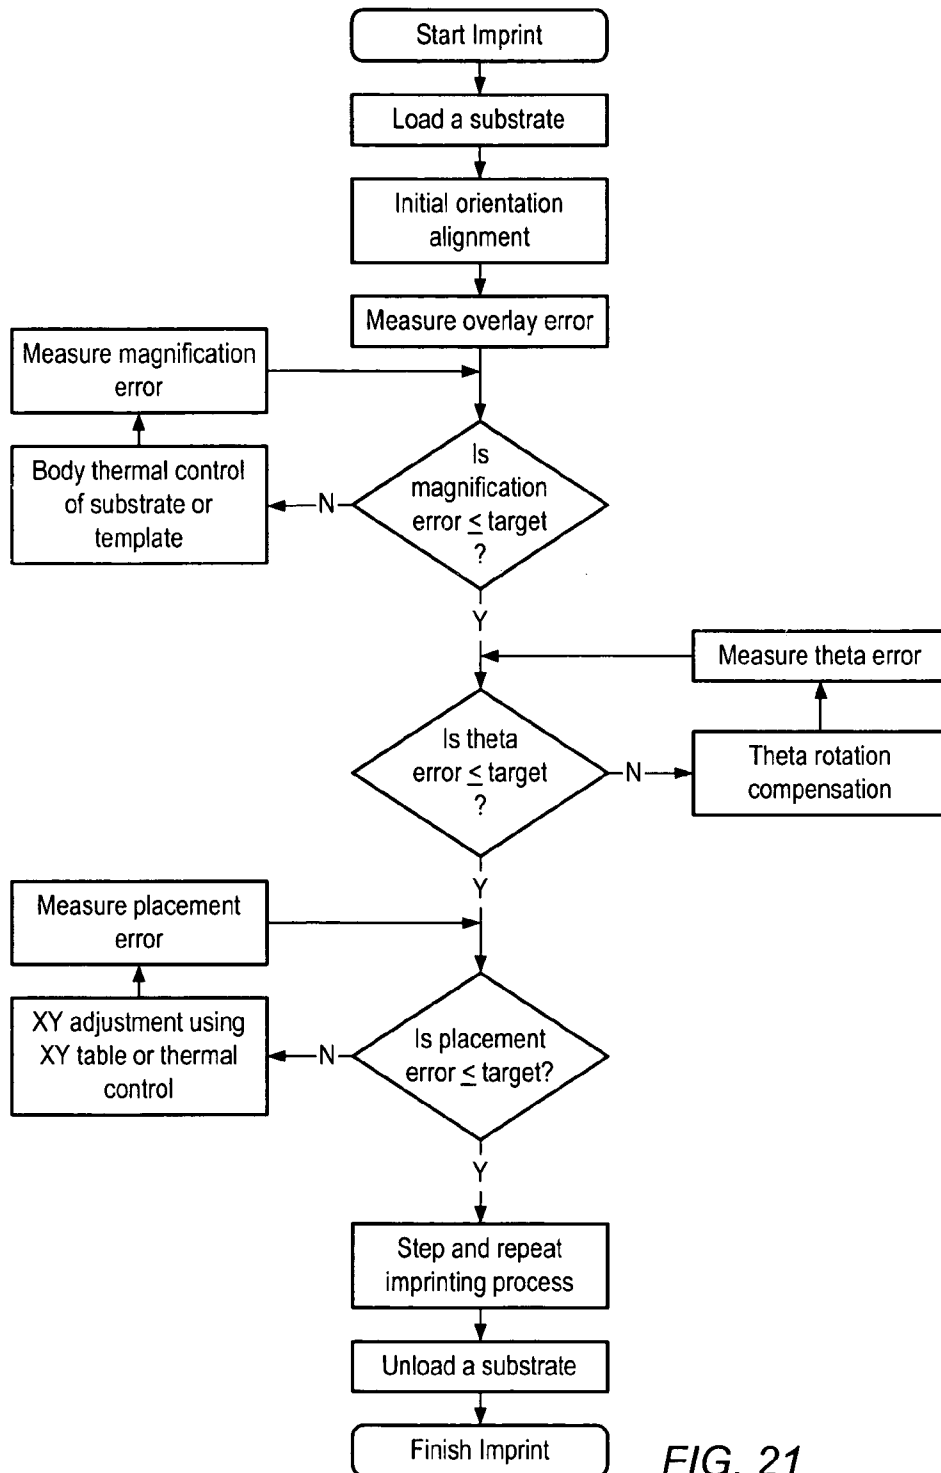 Start Imprint
Load a substrate
Initial orientation
alignment
Measure overlay error
Measure magnification
error
Body thermal control
of substrate or
template
N
Is
magnification
error ≤ target
?
Y
Measure theta error
Is theta
error ≤ target
?
N
Theta rotation
compensation
Y
Measure placement
error
XY adjustment using
XY table or thermal
control
N
Is placement
error ≤ target?
Y
Step and repeat
imprinting process
Unload a substrate
Finish Imprint
FIG. 21